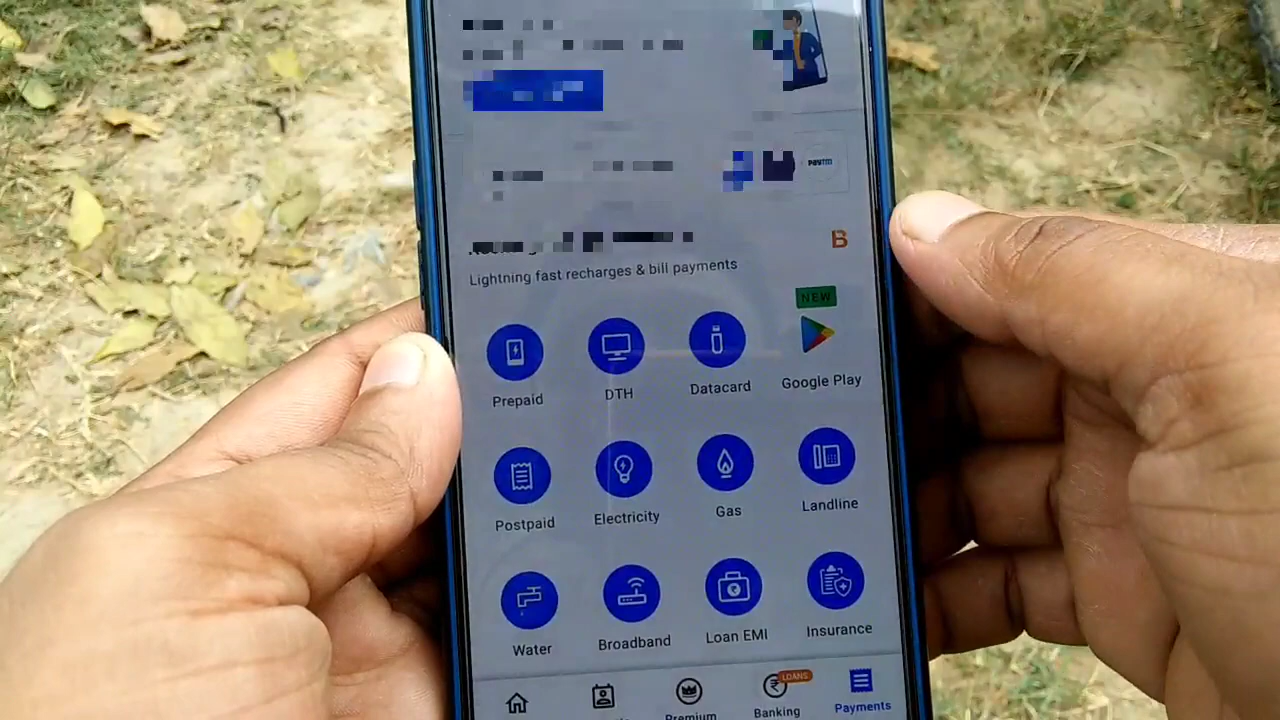 paytm
B
Lightning fast recharges & bill payments
NEW
Prepaid
DTH
Datacard
Google Play
Postpaid
Electricity
Gas
Landline
Water
Broadband
Loan EMI
Insurance
LOANS
Premium
Banking
Payments